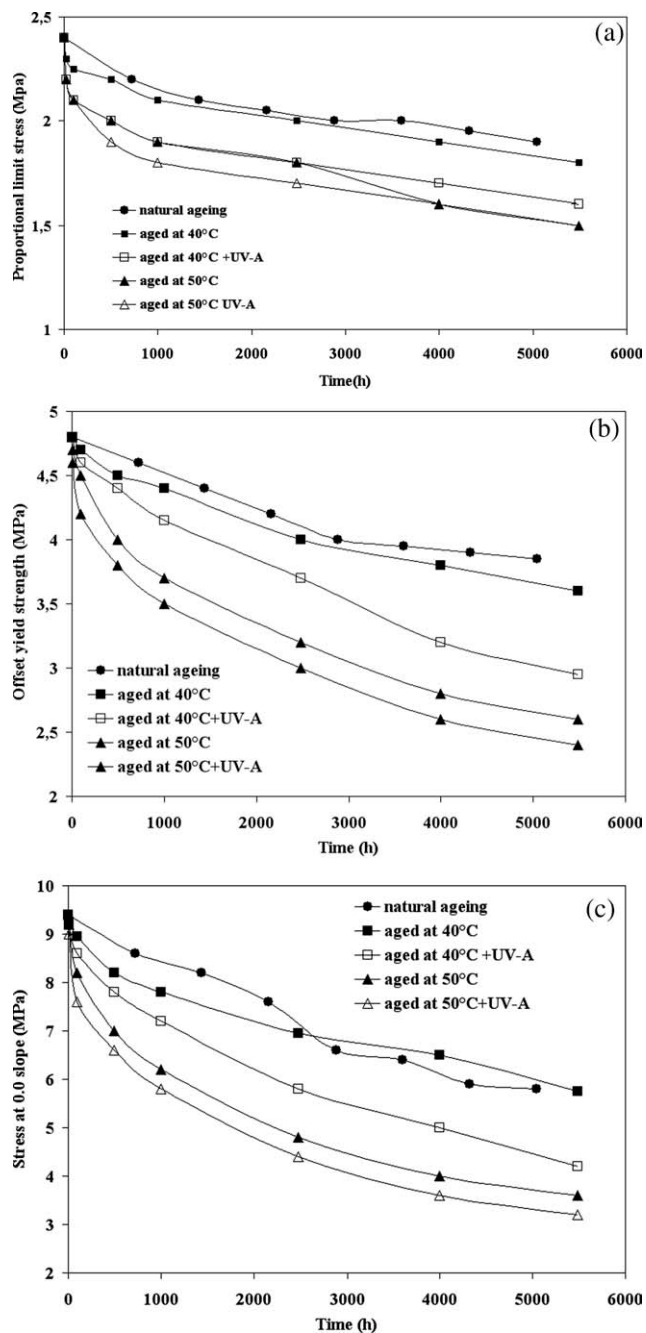 (a)
Proportional limit stress (Mpa)
2,5
2
1,5
1
natural ageing
aged at 40°C
aged at 40°C +UV-A
aged at 50°C
aged at 50°C UV-A
0 1000 2000 3000 4000 5000 6000
Time(h)
(b)
Offset yield strength (MPa)
5
4,5
4
3,5
3
2,5
2
natural ageing
aged at 40°C
aged at 40°C+UV-A
aged at 50°C
aged at 50°C+UV-A
0 1000 2000 3000 4000 5000 6000
Time (h)
(c)
Stress at 0.0 slope (MPa)
10
9
8
7
6
5
4
3
2
natural ageing
aged at 40°C
aged at 40°C +UV-A
aged at 50°C
aged at 50°C+UV-A
0 1000 2000 3000 4000 5000 6000
Time (h)